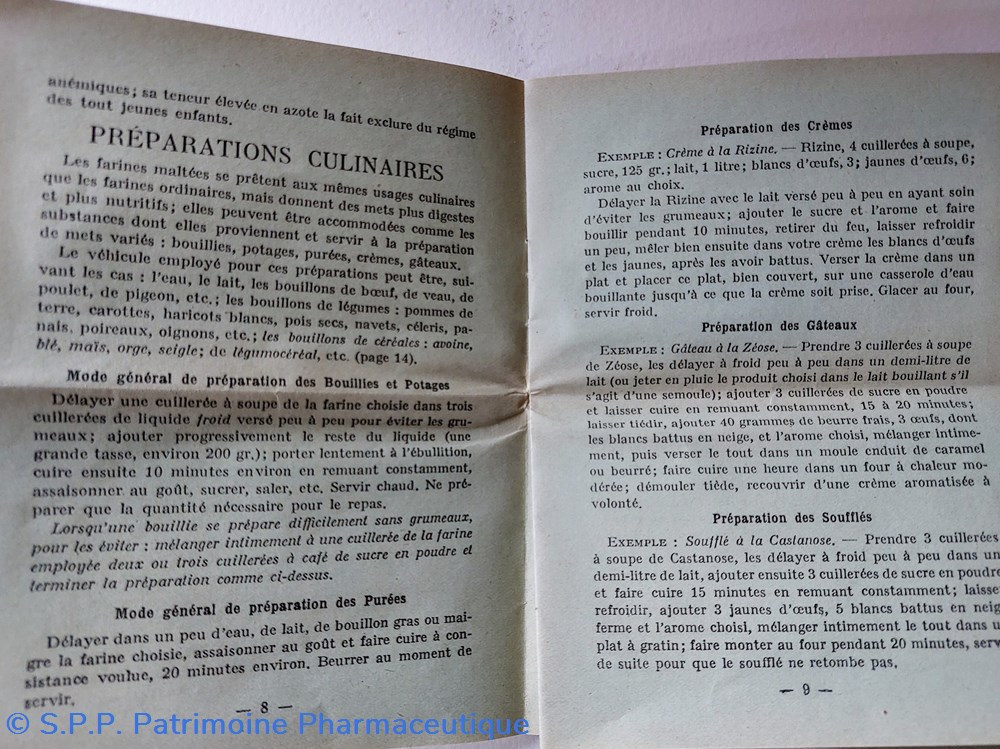 anémiques; sa teneur élevée en azote la fait exclure du régime
des tout jeunes enfants.
PRÉPARATIONS CULINAIRES
Les farines maltées se prêtent aux mêmes usages culinaires
que les farines ordinaires, mais donnent des mets plus digestes
et plus nutritifs; elles peuvent être accommodées comme les
substances dont elles proviennent et servir à la préparation
de mets variés : bouillies, potages, purées, crèmes, gâteaux.
Le véhicule employé pour ces préparations peut être, sui-
vant les cas : l'eau, le lait, les bouillons de bœuf, de veau, de
poulet, de pigeon, etc.; les bouillons de légumes : pommes de
terre, carottes, haricots blancs, pois secs, navets, céleris, pa-
nais, poireaux, oignons, etc.; les bouillons de céréales : avoine,
blé, maïs, orge, seigle; de légumocéréal, etc. (page 14).
Mode général de préparation des Bouillies et Potages
Délayer une cuillerée à soupe de la farine choisie dans trois
cuillerées de liquide froid versé peu à peu pour éviter les gru-
meaux; ajouter progressivement le reste du liquide (une
grande tasse, environ 200 gr.); porter lentement à l'ébullition,
cuire ensuite 10 minutes environ en remuant constamment,
assaisonner au goût, sucrer, saler, etc. Servir chaud. Ne pré-
parer que la quantité nécessaire pour le repas.
Lorsqu'une bouillie se prépare difficilement sans grumeaux,
pour les éviter : mélanger intimement à une cuillerée de la farine
employée deux ou trois cuillerées à café de sucre en poudre et
terminer la préparation comme ci-dessus.
Mode général de préparation des Purées
Délayer dans un peu d'eau, de lait, de bouillon gras ou mai-
gre la farine choisie, assaisonner au goût et faire cuire à con-
sistance voulue, 20 minutes environ. Beurrer au moment de
servir.
— 8 —
Préparation des Crèmes
EXEMPLE : Crème à la Rizine. — Rizine, 4 cuillerées à soupe,
sucre, 125 gr.; lait, 1 litre; blancs d'œufs, 3; jaunes d'œufs, 6;
arome au choix.
Délayer la Rizine avec le lait versé peu à peu en ayant soin
d'éviter les grumeaux; ajouter le sucre et l'arome et faire
bouillir pendant 10 minutes, retirer du feu, laisser refroidir
un peu, mêler bien ensuite dans votre crème les blancs d'œufs
et les jaunes, après les avoir battus. Verser la crème dans un
plat et placer ce plat, bien couvert, sur une casserole d'eau
bouillante jusqu'à ce que la crème soit prise. Glacer au four,
servir froid.
Préparation des Gâteaux
EXEMPLE : Gâteau à la Zéose. — Prendre 3 cuillerées à soupe
de Zéose, les délayer à froid peu à peu dans un demi-litre de
lait (ou jeter en pluie le produit choisi dans le lait bouillant s'il
s'agit d'une semoule); ajouter 3 cuillerées de sucre en poudre
et laisser cuire en remuant constamment, 15 à 20 minutes;
laisser tiédir, ajouter 40 grammes de beurre frais, 3 œufs, dont
les blancs battus en neige, et l'arome choisi, mélanger intime-
ment, puis verser le tout dans un moule enduit de caramel
ou beurré; faire cuire une heure dans un four à chaleur mo-
dérée; démouler tiède, recouvrir d'une crème aromatisée à
volonté.
Préparation des Soufflés
EXEMPLE : Soufflé à la Castanose. — Prendre 3 cuillerées
à soupe de Castanose, les délayer à froid peu à peu dans un
demi-litre de lait, ajouter ensuite 3 cuillerées de sucre en poudre
et faire cuire 15 minutes en remuant constamment; laisse
refroidir, ajouter 3 jaunes d'œufs, 5 blancs battus en neig
ferme et l'arome choisi, mélanger intimement le tout dans u
plat à gratin; faire monter au four pendant 20 minutes, serv
de suite pour que le soufflé ne retombe pas.
— 9 —
© S.P.P. Patrimoine Pharmaceutique